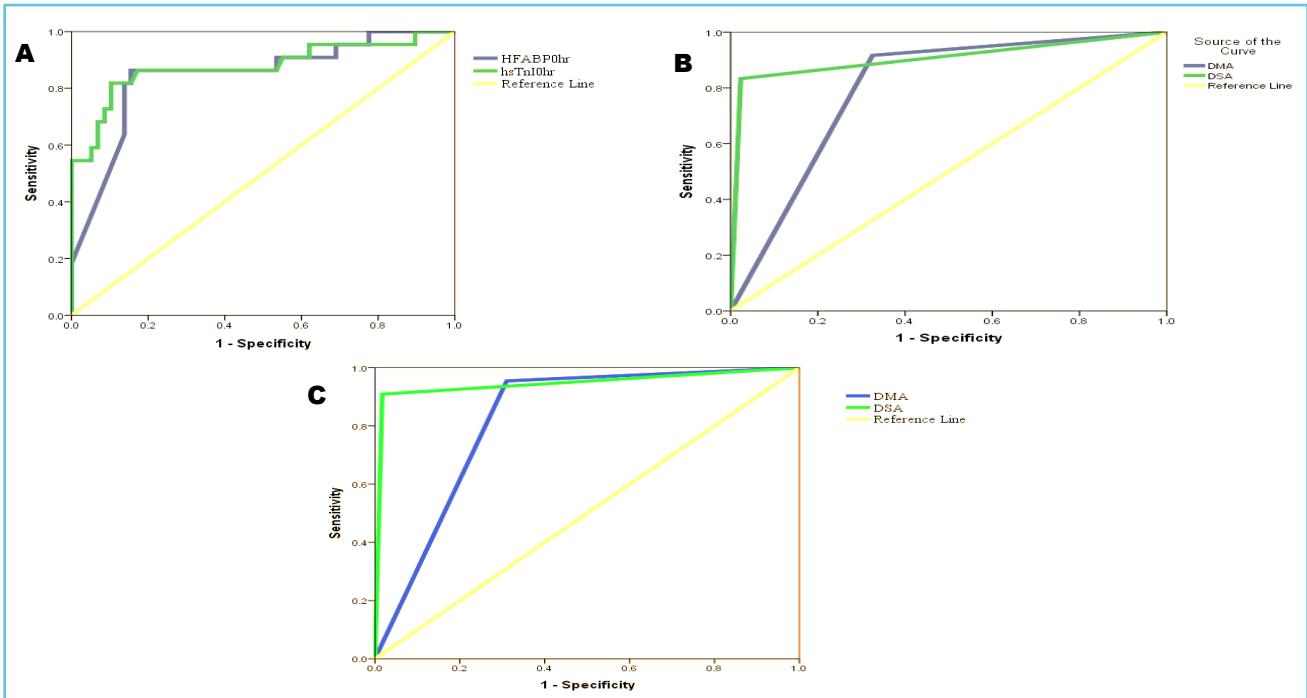 A
1.0
0.8
0.6
0.4
0.2
0.0
Sensitivity
0.0 0.2 0.4 0.6 0.8 1.0
1 - Specificity
HFABP0hr
hsTnI0hr
Reference Line
B
1.0
0.8
0.6
0.4
0.2
0.0
Sensitivity
0.0 0.2 0.4 0.6 0.8 1.0
1 - Specificity
Source of the
Curve
DMA
DSA
Reference Line
C
1.0
0.8
0.6
0.4
0.2
0.0
Sensitivity
0.0 0.2 0.4 0.6 0.8 1.0
1 - Specificity
DMA
DSA
Reference Line